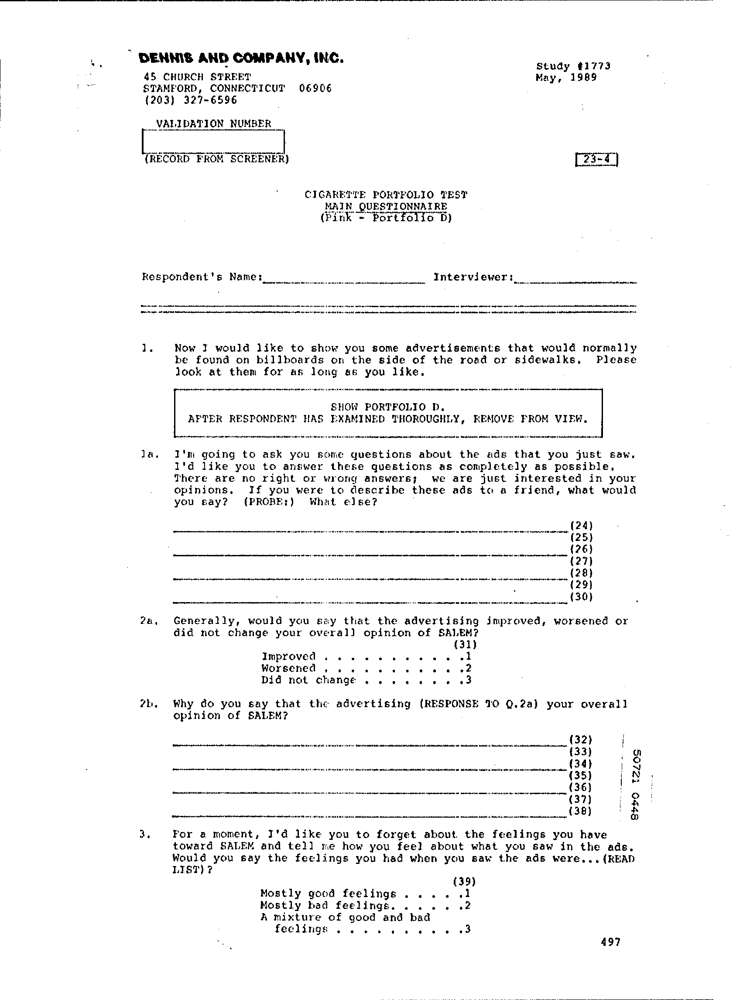 DENNIS AND COMPANY, INC.
45 CHURCH STREET
STAMFORD, CONNECTICUT 06906
(203) 327-6596
Study #1773
May, 1989
VALIDATION NUMBER
(RECORD FROM SCREENER)
23-4
CIGARETTE PORTFOLIO TEST
MAIN QUESTIONNAIRE
(Pink - Portfolio D)
Respondent's Name: Interviewer:
1. Now I would like to show you some advertisements that would normally
be found on billboards on the side of the road or sidewalks. Please
look at them for as long as you like.
SHOW PORTFOLIO D.
AFTER RESPONDENT HAS EXAMINED THOROUGHLY, REMOVE FROM VIEW.
1a. I'm going to ask you some questions about the ads that you just saw.
I'd like you to answer these questions as completely as possible.
There are no right or wrong answers; we are just interested in your
opinions. If you were to describe these ads to a friend, what would
you say? (PROBE:) What else?
(24)
(25)
(26)
(27)
(28)
(29)
(30)
2a. Generally, would you say that the advertising improved, worsened or
did not change your overall opinion of SALEM?
(31)
Improved . . . . . . . . . . .1
Worsened . . . . . . . . . . .2
Did not change . . . . . . . .3
2b. Why do you say that the advertising (RESPONSE TO Q.2a) your overall
opinion of SALEM?
(32)
(33)
(34)
(35)
(36)
(37)
(38)
3. For a moment, I'd like you to forget about the feelings you have
toward SALEM and tell me how you feel about what you saw in the ads.
Would you say the feelings you had when you saw the ads were...(READ
LIST)?
(39)
Mostly good feelings . . . . .1
Mostly bad feelings. . . . . .2
A mixture of good and bad
feelings . . . . . . . . . .3
50721 0448
497